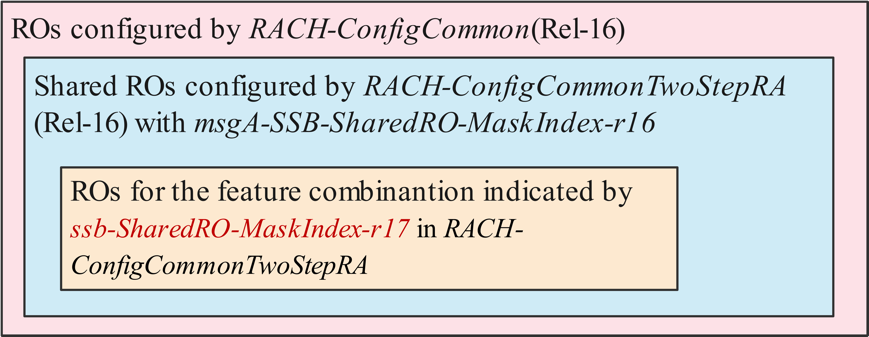 ROs configured by RACH-ConfigCommon(Rel-16)
Shared ROs configured by RACH-ConfigCommonTwoStepRA
(Rel-16) with msgA-SSB-SharedRO-MaskIndex-r16
ROs for the feature combinantion indicated by
ssb-SharedRO-MaskIndex-r17 in RACH-
ConfigCommonTwoStepRA